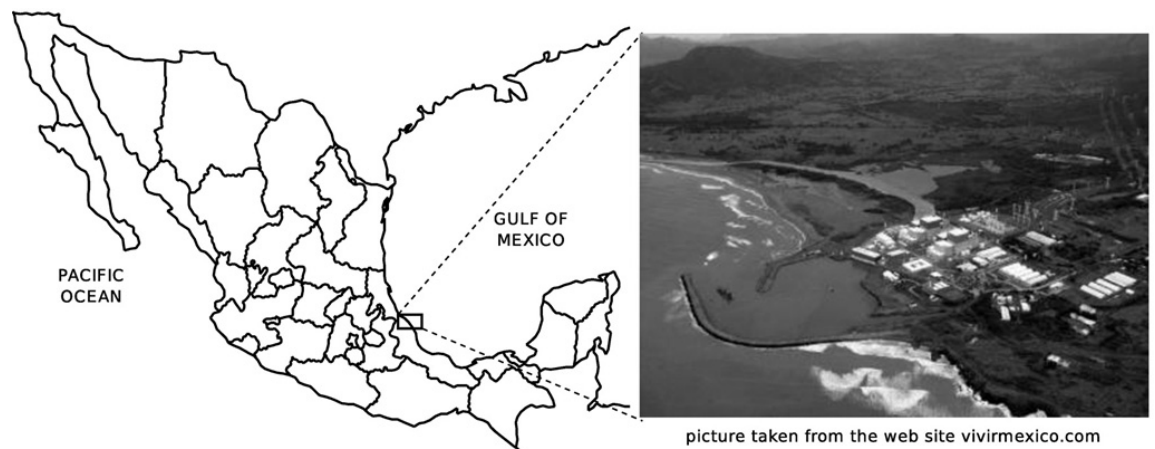 PACIFIC
OCEAN
GULF OF
MEXICO
picture taken from the web site vivirmexico.com